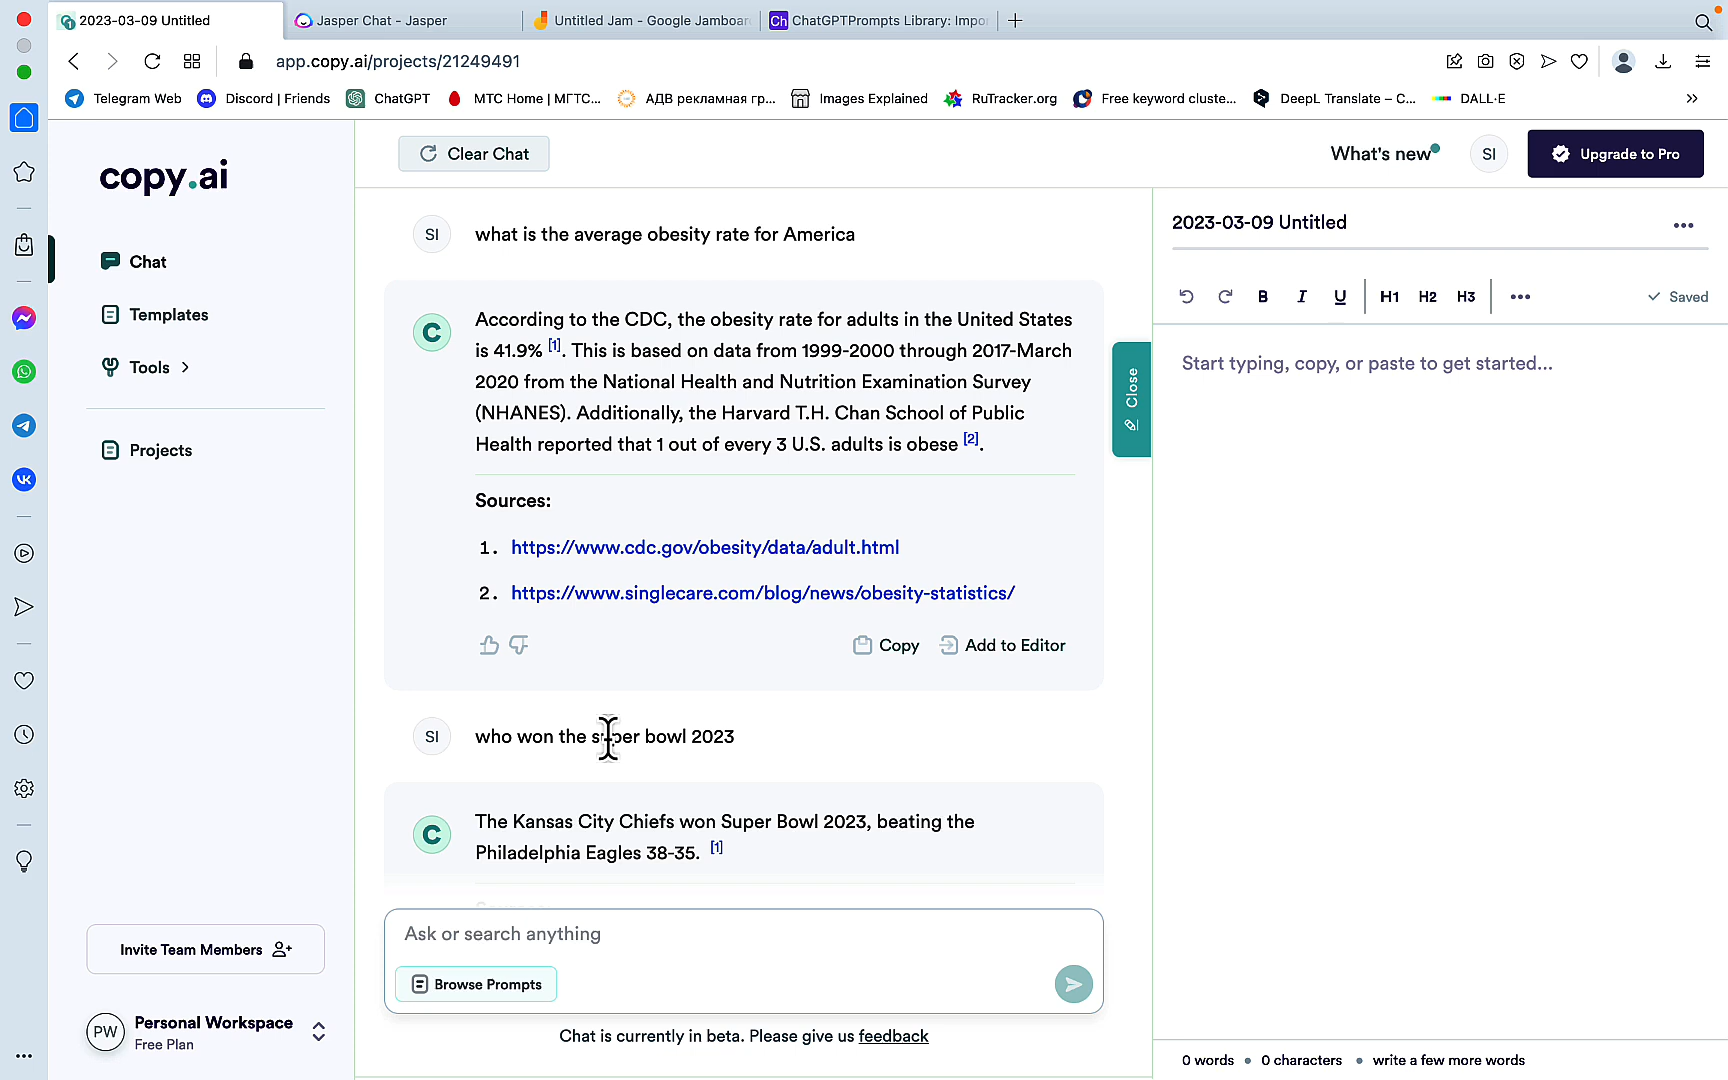 2023-03-09 Untitled
Jasper Chat - Jasper
Untitled Jam - Google Jamboar
Ch
ChatGPTPrompts Library: Impor
app.copy.ai/projects/21249491
Telegram Web
Discord | Friends
ChatGPT
МТС Home | МГТС...
АДВ рекламная гр...
Images Explained
RuTracker.org
Free keyword cluste...
DeepL Translate – C...
DALL·E
copy.ai
Chat
Templates
Tools
Projects
Invite Team Members
PW
Personal Workspace
Free Plan
Clear Chat
What's new
SI
Upgrade to Pro
SI
what is the average obesity rate for America
C
According to the CDC, the obesity rate for adults in the United States
is 41.9% [1]. This is based on data from 1999-2000 through 2017-March
2020 from the National Health and Nutrition Examination Survey
(NHANES). Additionally, the Harvard T.H. Chan School of Public
Health reported that 1 out of every 3 U.S. adults is obese [2].
Sources:
1. https://www.cdc.gov/obesity/data/adult.html
2. https://www.singlecare.com/blog/news/obesity-statistics/
Copy
Add to Editor
SI
who won the super bowl 2023
C
The Kansas City Chiefs won Super Bowl 2023, beating the
Philadelphia Eagles 38-35. [1]
Ask or search anything
Browse Prompts
Chat is currently in beta. Please give us feedback
Close
2023-03-09 Untitled
B
I
U
H1
H2
H3
Saved
Start typing, copy, or paste to get started...
0 words • 0 characters • write a few more words